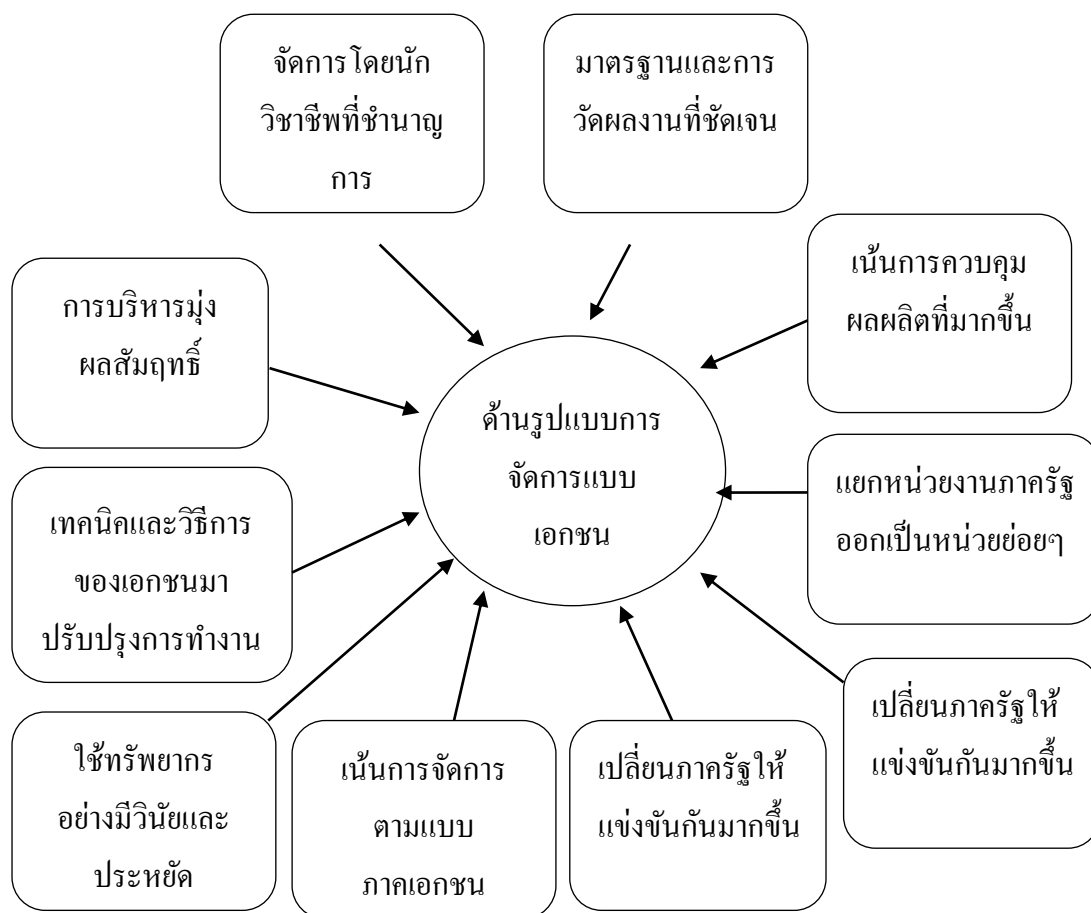 จัดการโดยนัก
วิชาชีพที่ชำนาญ
การ
มาตรฐานและการ
วัดผลงานที่ชัดเจน
เน้นการควบคุม
ผลผลิตที่มากขึ้น
การบริหารมุ่ง
ผลสัมฤทธิ์
ด้านรูปแบบการ
จัดการแบบ
เอกชน
แยกหน่วยงานภาครัฐ
ออกเป็นหน่วยย่อยๆ
เทคนิคและวิธีการ
ของเอกชนมา
ปรับปรุงการทำงาน
เปลี่ยนภาครัฐให้
แข่งขันกันมากขึ้น
ใช้ทรัพยากร
อย่างมีวินัยและ
ประหยัด
เน้นการจัดการ
ตามแบบ
ภาคเอกชน
เปลี่ยนภาครัฐให้
แข่งขันกันมากขึ้น